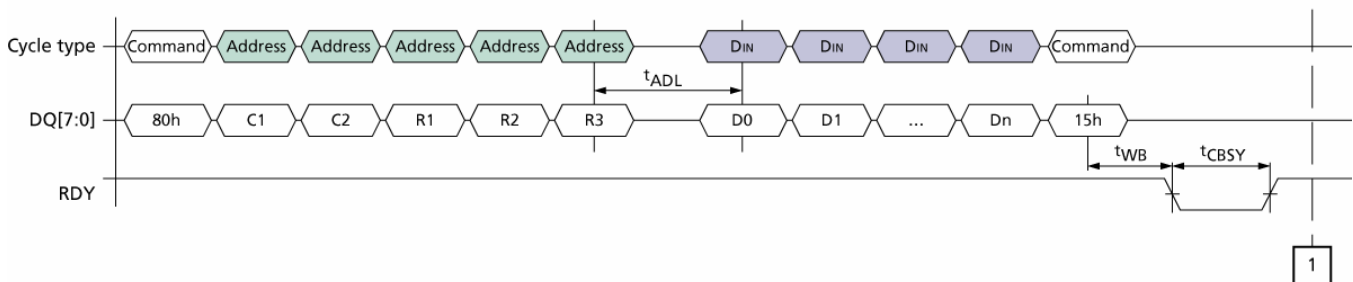 Cycle type Command Address Address Address Address Address DIN DIN DIN DIN Command
tADL
DQ[7:0] 80h C1 C2 R1 R2 R3 D0 D1 ... Dn 15h
tWB tCBSY
RDY
1